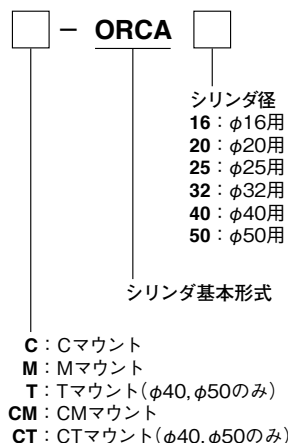 − ORCA
シリンダ径
16：φ16用
20：φ20用
25：φ25用
32：φ32用
40：φ40用
50：φ50用
シリンダ基本形式
C：Cマウント
M：Mマウント
T：Tマウント(φ40,φ50のみ)
CM：CMマウント
CT：CTマウント(φ40,φ50のみ)